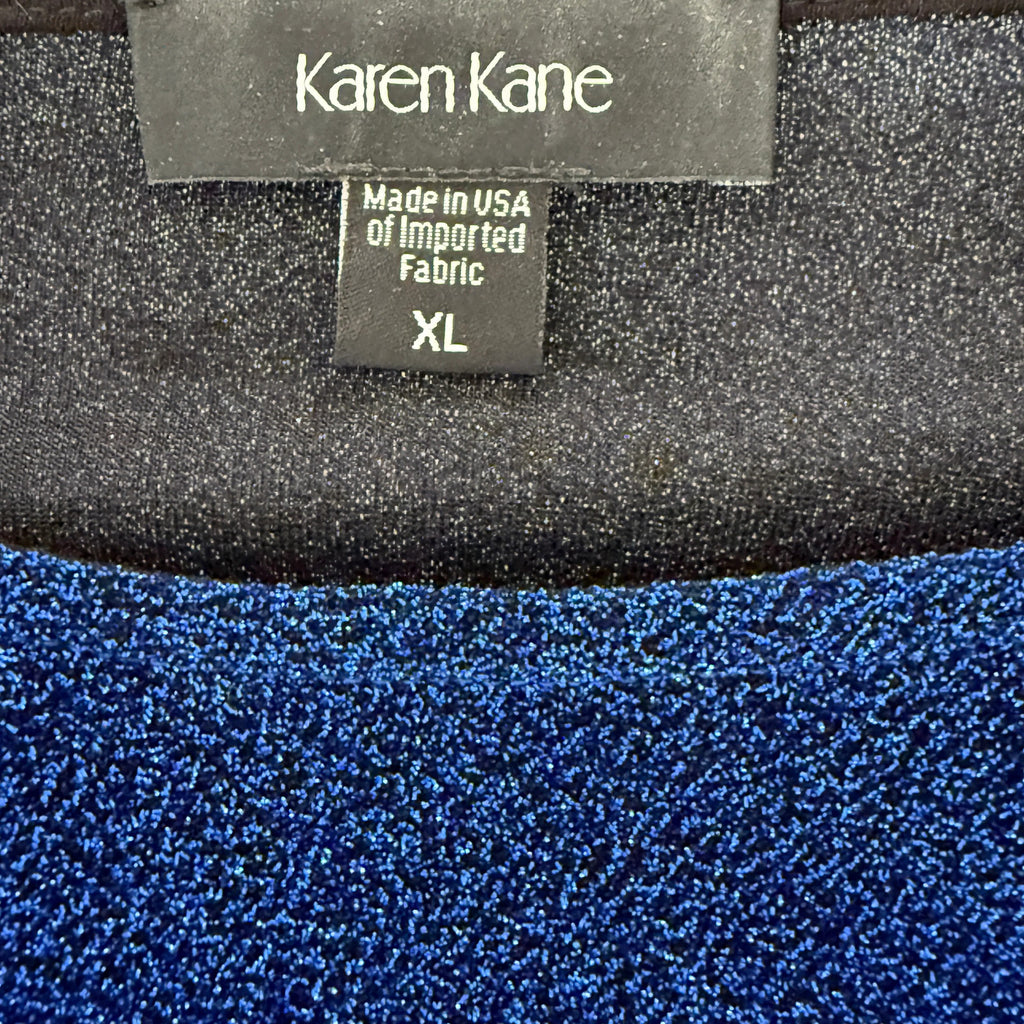 Karen Kane
Made in USA
of Imported
Fabric
XL